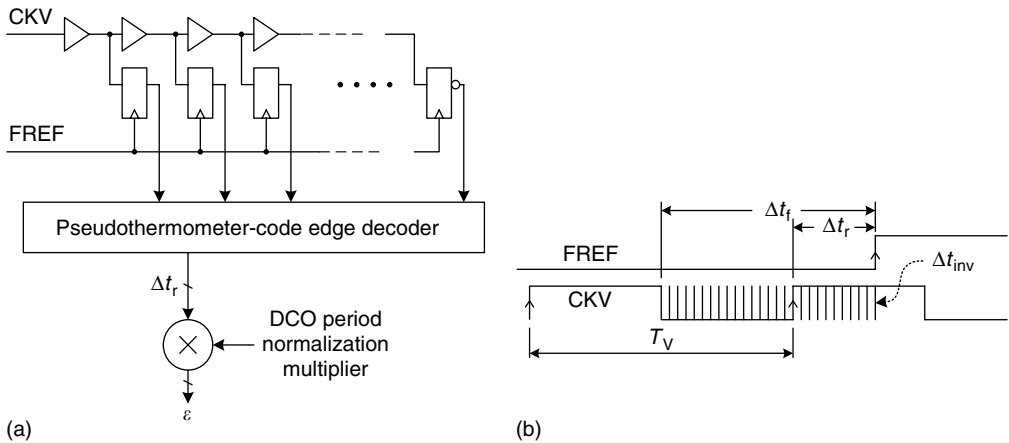 CKV
FREF
Pseudothermometer-code edge decoder
Δtr
DCO period
normalization
multiplier
ε
(a)
Δtf
Δtr
FREF
Δtinv
CKV
TV
(b)